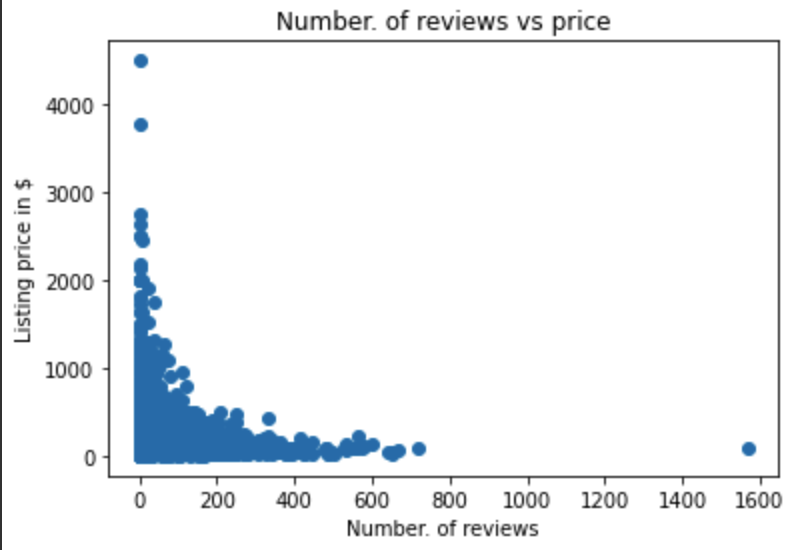 Number. of reviews vs price
Listing price in $
4000
3000
2000
1000
0
0 200 400 600 800 1000 1200 1400 1600
Number. of reviews